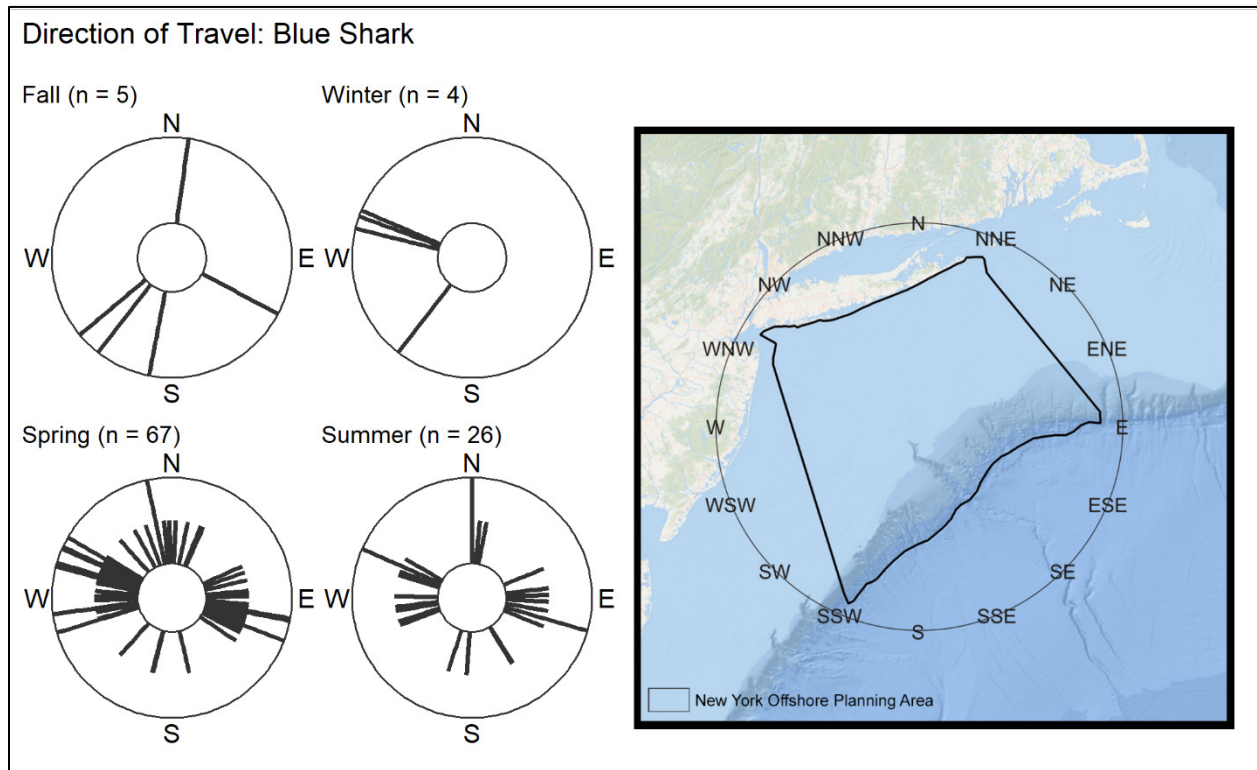 Direction of Travel: Blue Shark
Fall (n = 5)
N
W
E
S
Winter (n = 4)
N
W
E
S
Spring (n = 67)
N
W
E
S
Summer (n = 26)
N
W
E
S
N
NNW
NNE
NW
NE
WNW
ENE
W
E
WSW
ESE
SW
SE
SSW
SSE
S
New York Offshore Planning Area